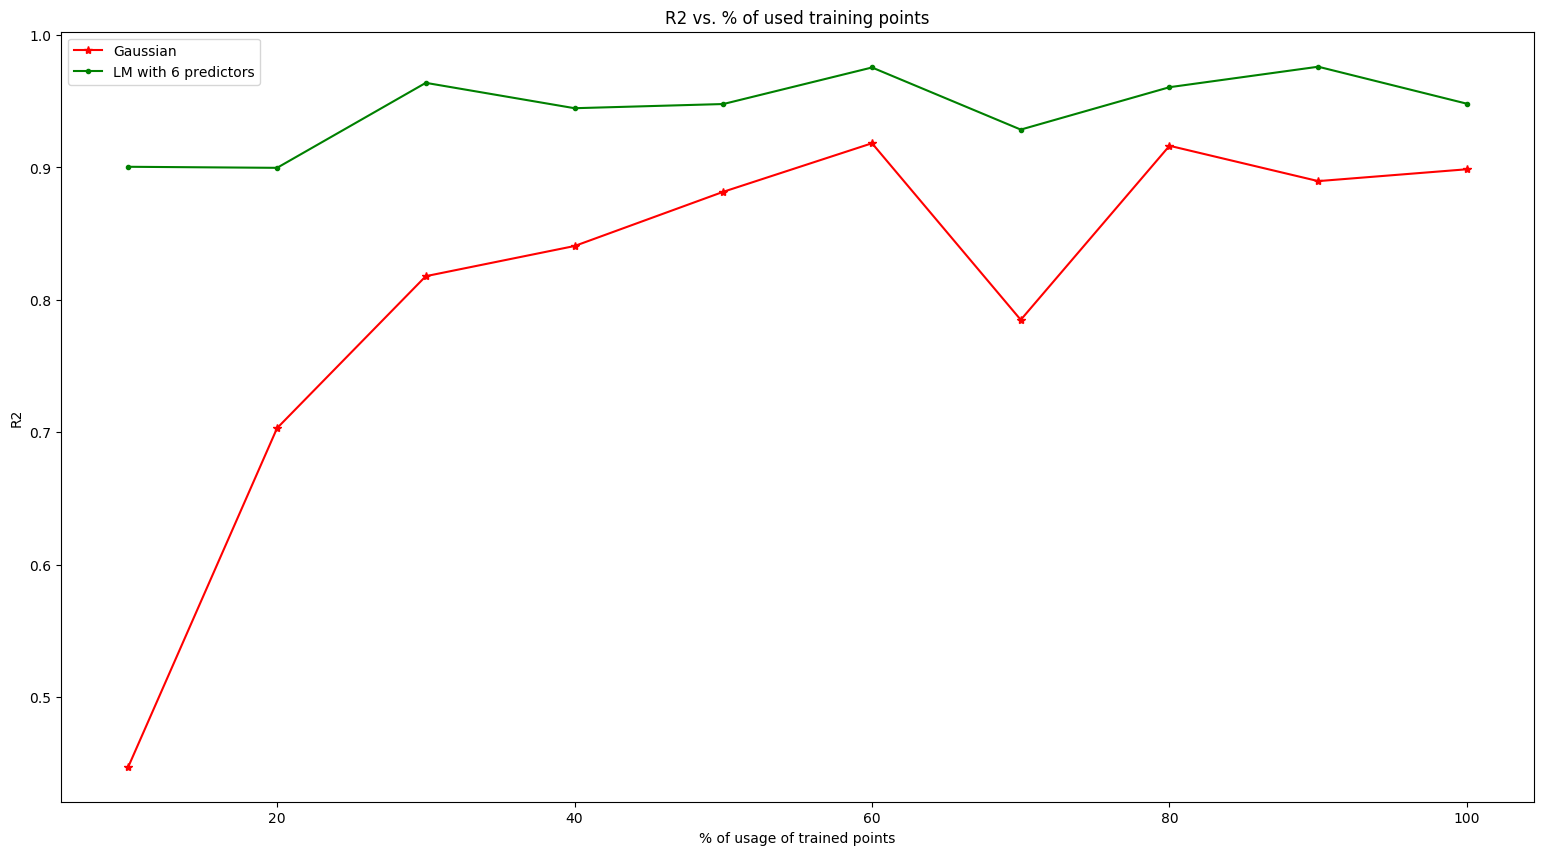 R2 vs. % of used training points
Gaussian
LM with 6 predictors
1.0
0.9
0.8
0.7
0.6
0.5
R2
20 40 60 80 100
% of usage of trained points